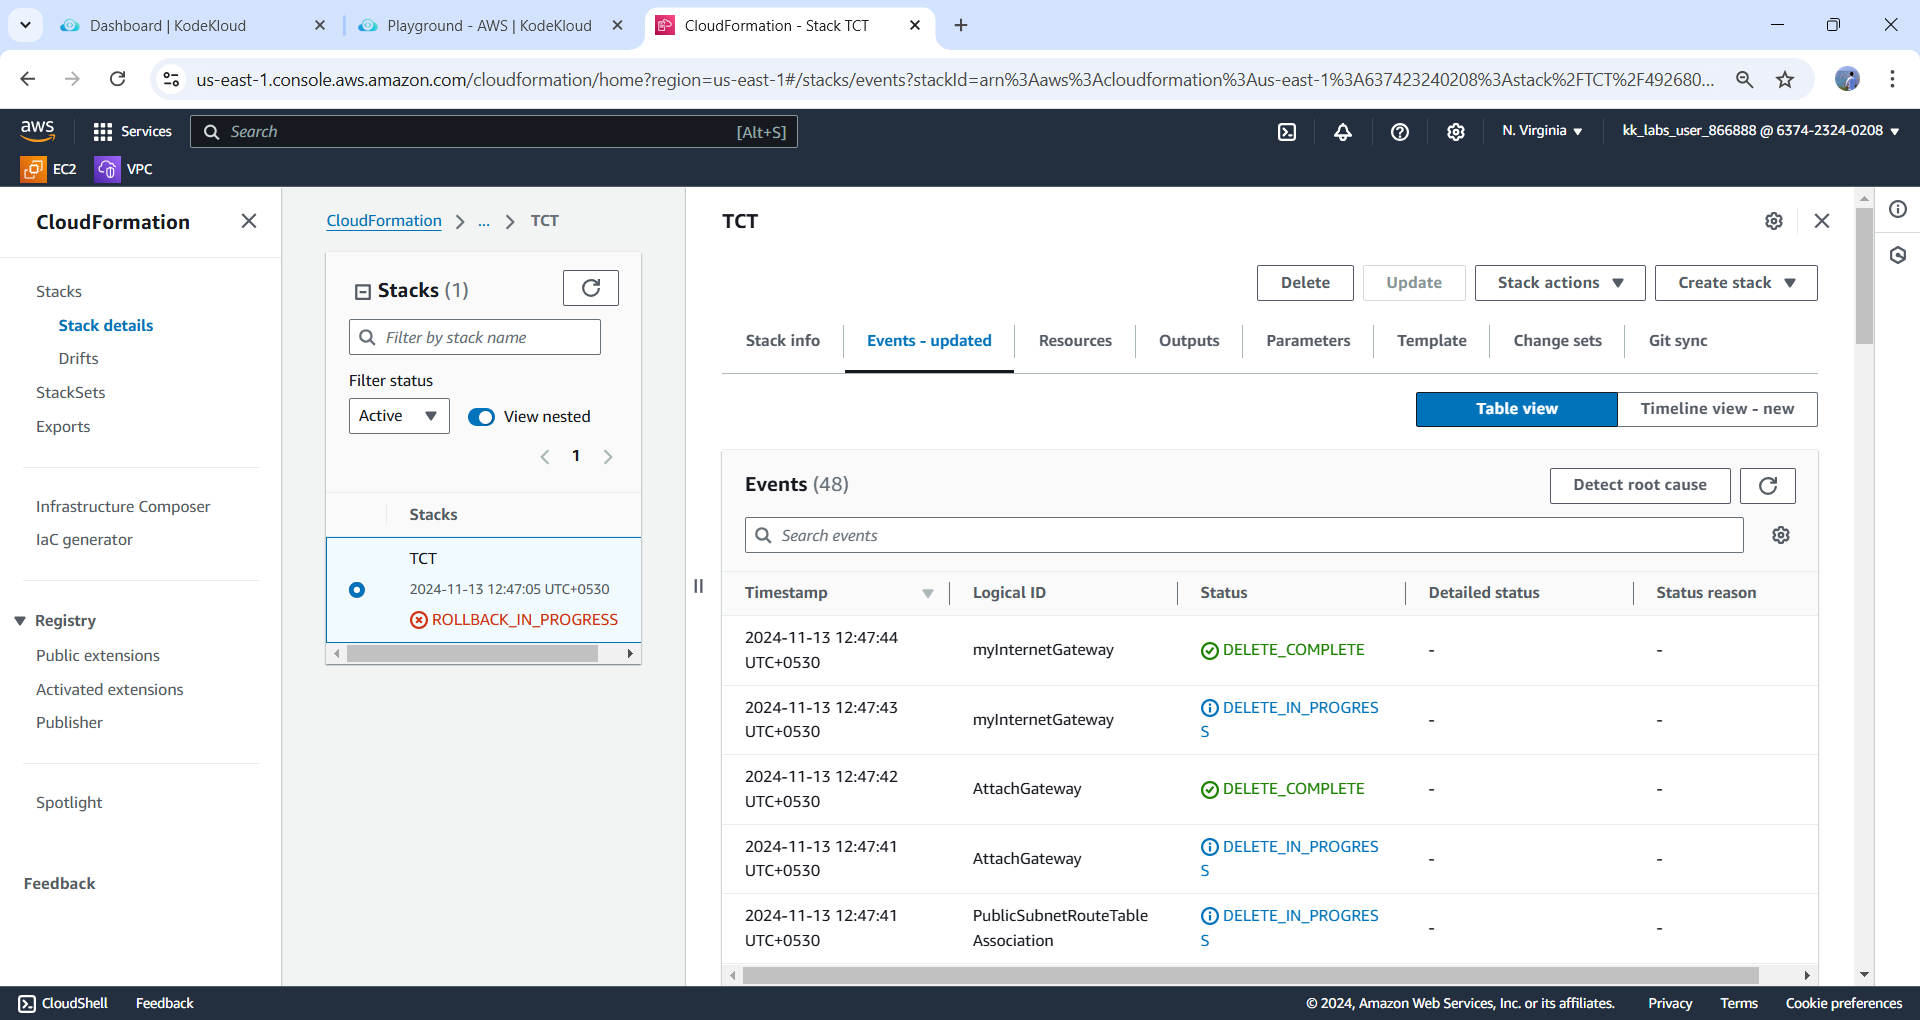 Dashboard | KodeKloud
Playground - AWS | KodeKloud
CloudFormation - Stack TCT
us-east-1.console.aws.amazon.com/cloudformation/home?region=us-east-1#/stacks/events?stackId=arn%3Aaws%3Acloudformation%3Aus-east-1%3A637423240208%3Astack%2FTCT%2F492680...
aws
Services
Search
[Alt+S]
N. Virginia
kk_labs_user_866888 @ 6374-2324-0208
EC2
VPC
CloudFormation
Stacks
Stack details
Drifts
StackSets
Exports
Infrastructure Composer
IaC generator
Registry
Public extensions
Activated extensions
Publisher
Spotlight
Feedback
CloudFormation
...
TCT
Stacks (1)
Filter by stack name
Filter status
Active
View nested
1
Stacks
TCT
2024-11-13 12:47:05 UTC+0530
ROLLBACK_IN_PROGRESS
TCT
Delete
Update
Stack actions
Create stack
Stack info
Events - updated
Resources
Outputs
Parameters
Template
Change sets
Git sync
Table view
Timeline view - new
Events (48)
Detect root cause
Search events
Timestamp
Logical ID
Status
Detailed status
Status reason
2024-11-13 12:47:44
UTC+0530
myInternetGateway
DELETE_COMPLETE
-
-
2024-11-13 12:47:43
UTC+0530
myInternetGateway
DELETE_IN_PROGRES
S
-
-
2024-11-13 12:47:42
UTC+0530
AttachGateway
DELETE_COMPLETE
-
-
2024-11-13 12:47:41
UTC+0530
AttachGateway
DELETE_IN_PROGRES
S
-
-
2024-11-13 12:47:41
UTC+0530
PublicSubnetRouteTable
Association
DELETE_IN_PROGRES
S
-
-
CloudShell
Feedback
© 2024, Amazon Web Services, Inc. or its affiliates.
Privacy
Terms
Cookie preferences